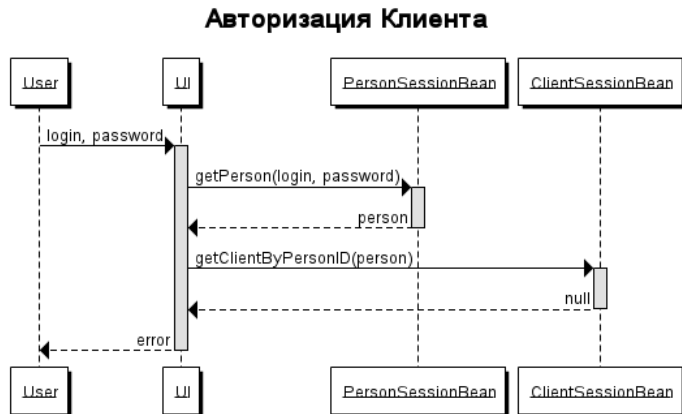 Авторизация Клиента
User
UI
PersonSessionBean
ClientSessionBean
login, password
getPerson(login, password)
person
getClientByPersonID(person)
null
error
User
UI
PersonSessionBean
ClientSessionBean